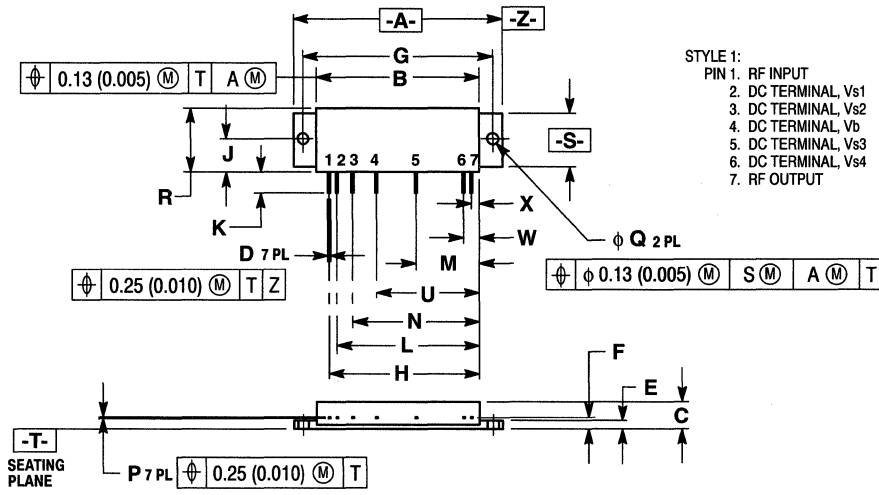 -A-
-Z-
G
⌖ 0.13 (0.005) Ⓜ T A Ⓜ
B
STYLE 1:
PIN 1. RF INPUT
2. DC TERMINAL, Vs1
3. DC TERMINAL, Vs2
4. DC TERMINAL, Vb
5. DC TERMINAL, Vs3
6. DC TERMINAL, Vs4
7. RF OUTPUT
J
-S-
1 2 3 4 5 6 7
R
K
X
W
ϕ Q 2 PL
D 7 PL
M
⌖ ϕ 0.13 (0.005) Ⓜ S Ⓜ A Ⓜ T
⌖ 0.25 (0.010) Ⓜ T Z
U
N
L
H
F
E
C
-T-
SEATING
PLANE
P 7 PL ⌖ 0.25 (0.010) Ⓜ T